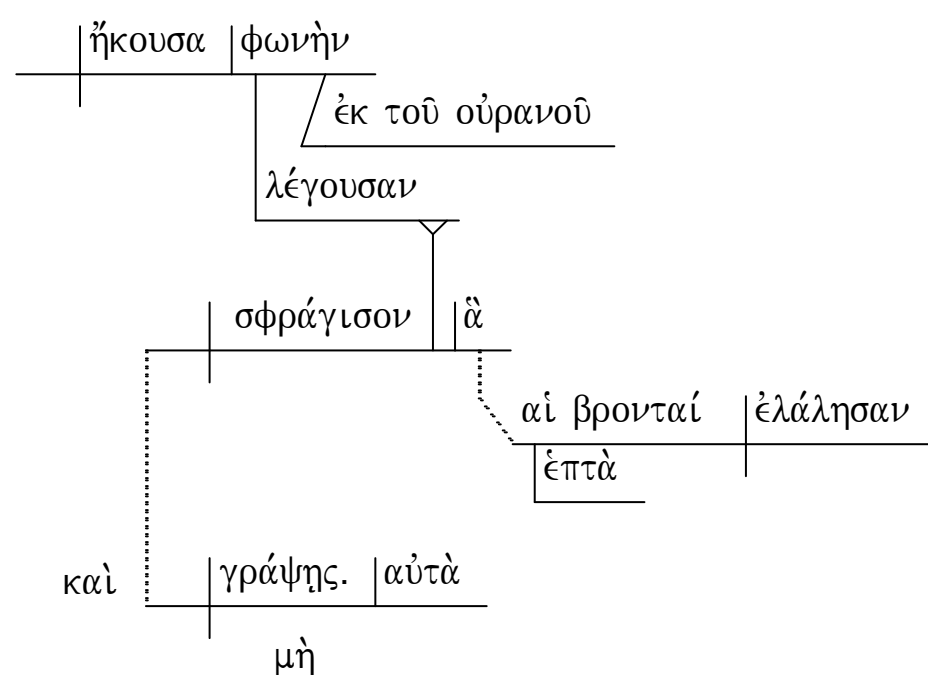 ἤκουσα φωνὴν
ἐκ τοῦ οὐρανοῦ
λέγουσαν
σφράγισον ἃ
αἱ βρονταί ἐλάλησαν
ἑπτὰ
καὶ γράψῃς. αὐτὰ
μὴ